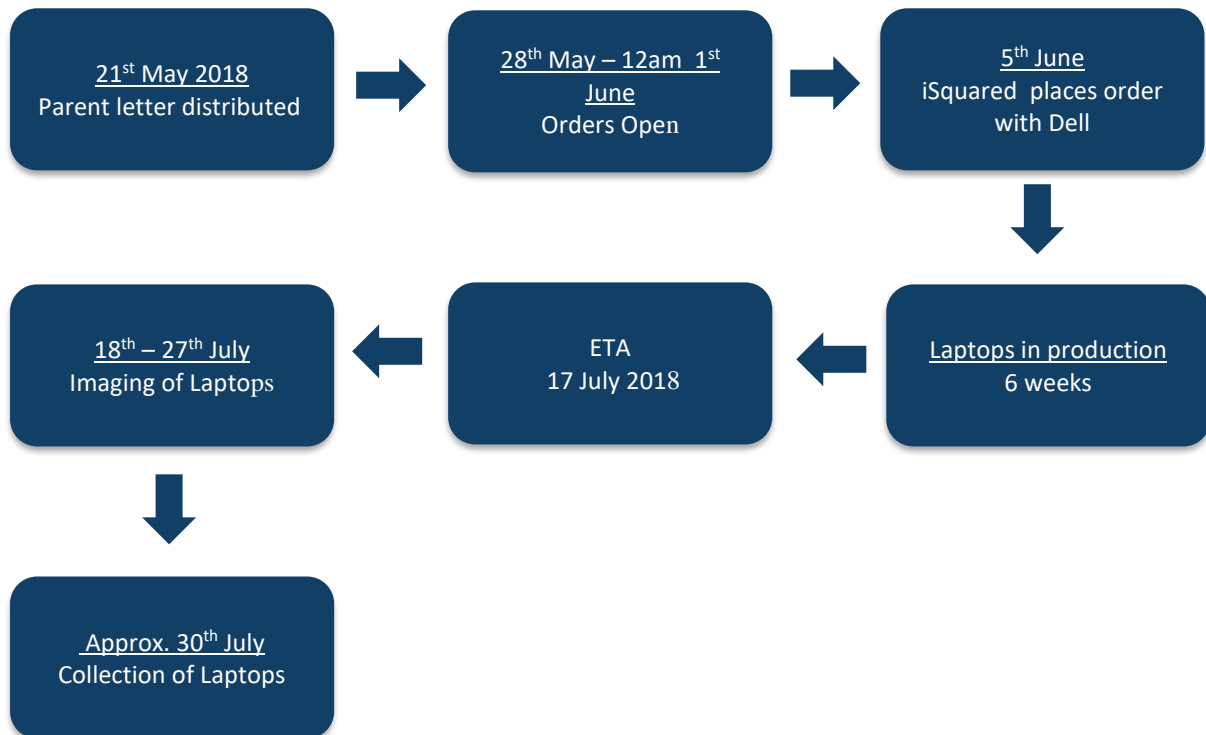 21st May 2018
Parent letter distributed
28th May – 12am  1st
June
Orders Open
5th June
iSquared  places order
with Dell
Laptops in production
6 weeks
ETA
17 July 2018
18th – 27th July
Imaging of Laptops
Approx. 30th July
Collection of Laptops